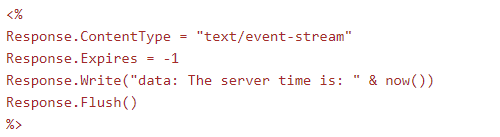 <%
Response.ContentType = "text/event-stream"
Response.Expires = -1
Response.Write("data: The server time is: " & now())
Response.Flush()
%>